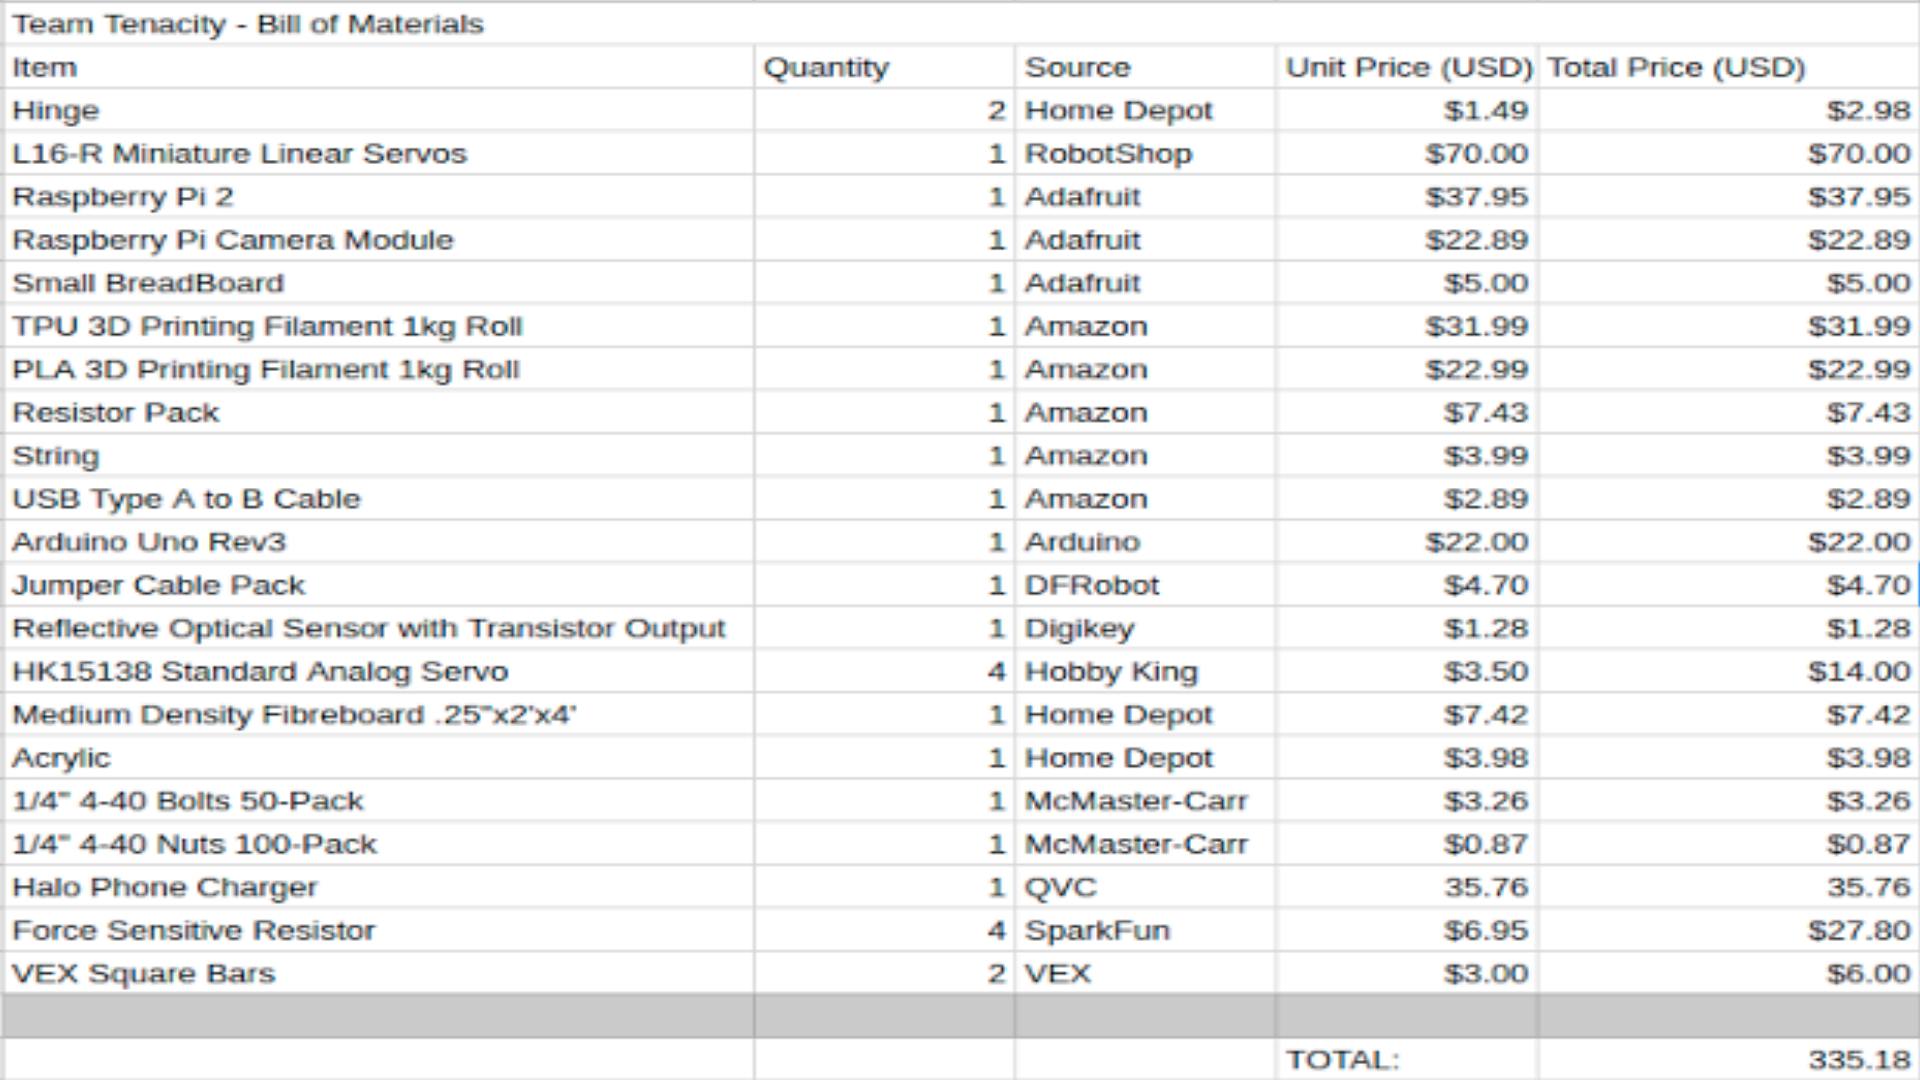 Team Tenacity - Bill of Materials
Item Quantity Source Unit Price (USD) Total Price (USD)
Hinge 2 Home Depot $1.49 $2.98
L16-R Miniature Linear Servos 1 RobotShop $70.00 $70.00
Raspberry Pi 2 1 Adafruit $37.95 $37.95
Raspberry Pi Camera Module 1 Adafruit $22.89 $22.89
Small BreadBoard 1 Adafruit $5.00 $5.00
TPU 3D Printing Filament 1kg Roll 1 Amazon $31.99 $31.99
PLA 3D Printing Filament 1kg Roll 1 Amazon $22.99 $22.99
Resistor Pack 1 Amazon $7.43 $7.43
String 1 Amazon $3.99 $3.99
USB Type A to B Cable 1 Amazon $2.89 $2.89
Arduino Uno Rev3 1 Arduino $22.00 $22.00
Jumper Cable Pack 1 DFRobot $4.70 $4.70
Reflective Optical Sensor with Transistor Output 1 Digikey $1.28 $1.28
HK15138 Standard Analog Servo 4 Hobby King $3.50 $14.00
Medium Density Fibreboard .25"x2'x4' 1 Home Depot $7.42 $7.42
Acrylic 1 Home Depot $3.98 $3.98
1/4" 4-40 Bolts 50-Pack 1 McMaster-Carr $3.26 $3.26
1/4" 4-40 Nuts 100-Pack 1 McMaster-Carr $0.87 $0.87
Halo Phone Charger 1 QVC 35.76 35.76
Force Sensitive Resistor 4 SparkFun $6.95 $27.80
VEX Square Bars 2 VEX $3.00 $6.00
TOTAL: 335.18